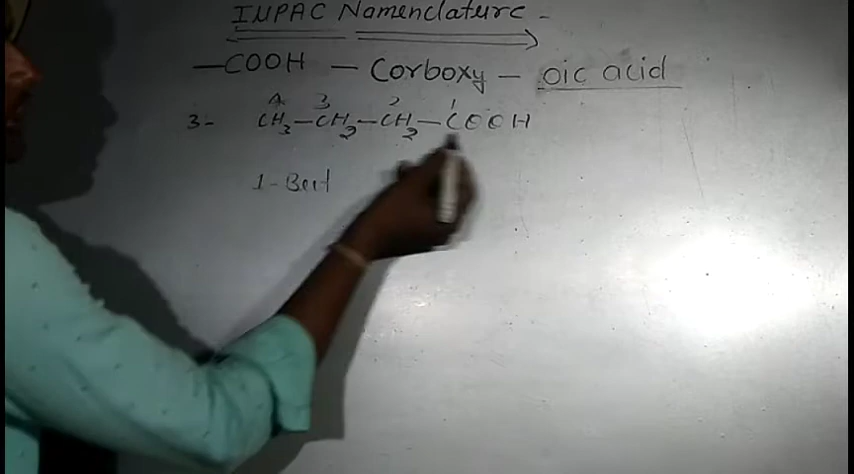 IUPAC Nomenclature -
—COOH — Corboxy — oic acid
4 3 2 1
3- CH₃—CH₂—CH₂—COOH
1-But